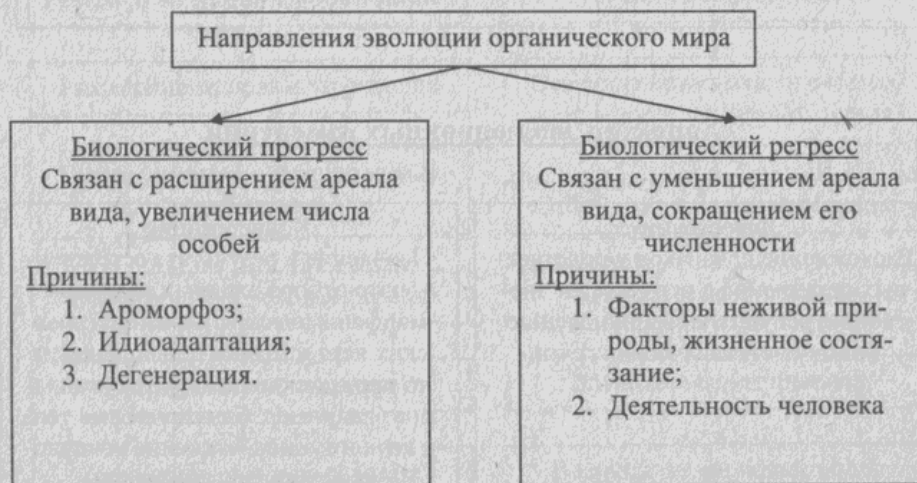 Направления эволюции органического мира
Биологический прогресс
Связан с расширением ареала
вида, увеличением числа
особей
Причины:
1. Ароморфоз;
2. Идиоадаптация;
3. Дегенерация.
Биологический регресс
Связан с уменьшением ареала
вида, сокращением его
численности
Причины:
1. Факторы неживой при-
роды, жизненное состя-
зание;
2. Деятельность человека